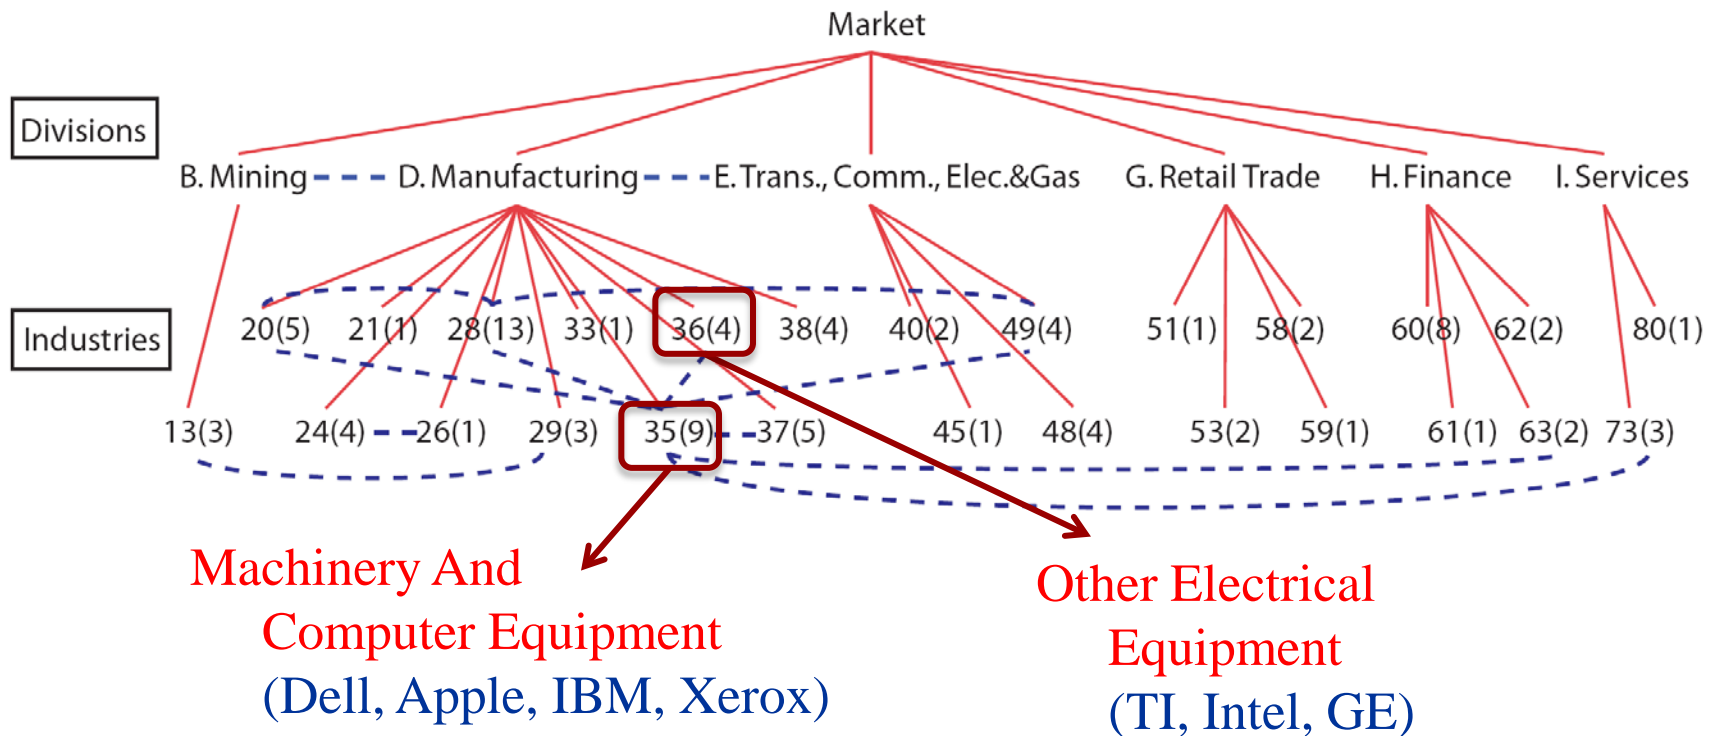 Market
Divisions
B. Mining D. Manufacturing E. Trans., Comm., Elec.&Gas G. Retail Trade H. Finance I. Services
Industries
20(5) 21(1) 28(13) 33(1) 36(4) 38(4) 40(2) 49(4) 51(1) 58(2) 60(8) 62(2) 80(1)
13(3) 24(4) 26(1) 29(3) 35(9) 37(5) 45(1) 48(4) 53(2) 59(1) 61(1) 63(2) 73(3)
Machinery And
Computer Equipment
(Dell, Apple, IBM, Xerox)
Other Electrical
Equipment
(TI, Intel, GE)